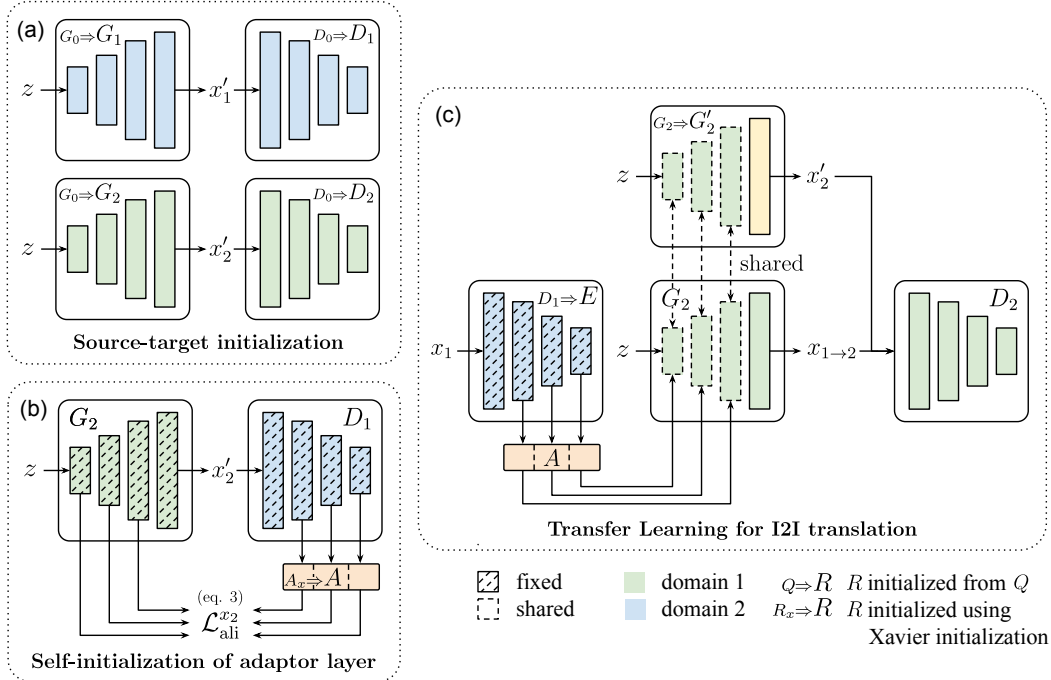 (a)
G₀⇒G₁
D₀⇒D₁
z
x′₁
G₀⇒G₂
D₀⇒D₂
z
x′₂
Source-target initialization
(b)
G₂
D₁
z
x′₂
Aₓ⇒A
(eq. 3)
ℒ^{x₂}_{ali}
Self-initialization of adaptor layer
(c)
G₂⇒G′₂
z
x′₂
shared
D₁⇒E
G₂
D₂
x₁
z
x₁→₂
A
Transfer Learning for I2I translation
fixed
domain 1
Q⇒R R initialized from Q
shared
domain 2
Rₓ⇒R R initialized using
Xavier initialization